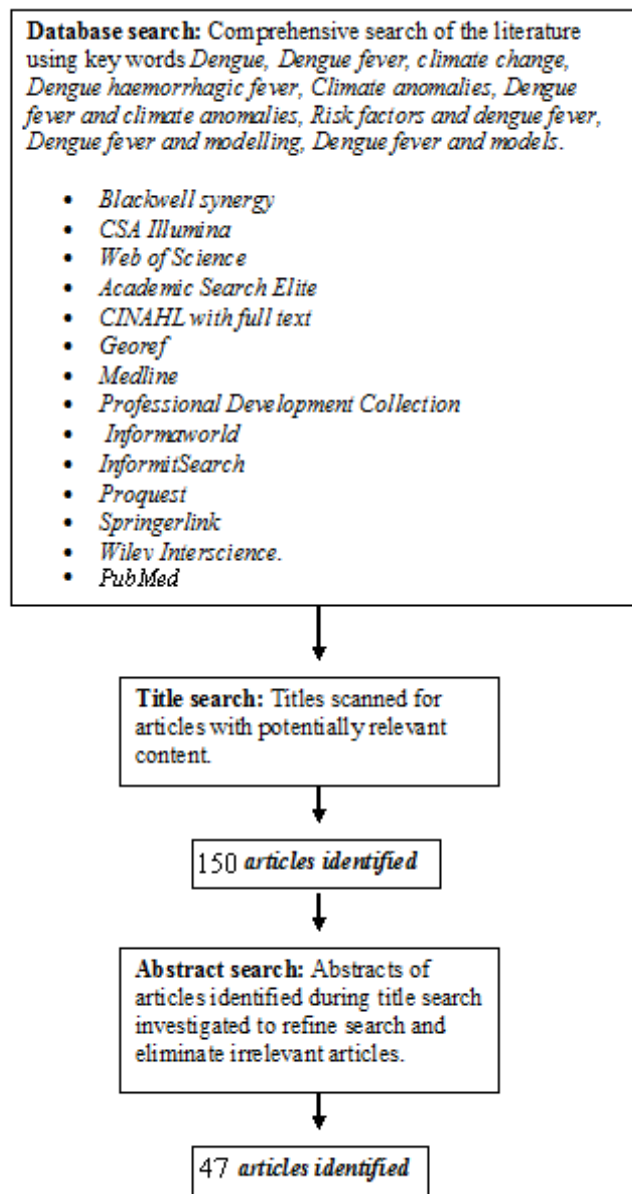 Database search: Comprehensive search of the literature
using key words Dengue, Dengue fever, climate change,
Dengue haemorrhagic fever, Climate anomalies, Dengue
fever and climate anomalies, Risk factors and dengue fever,
Dengue fever and modelling, Dengue fever and models.
• Blackwell synergy
• CSA Illumina
• Web of Science
• Academic Search Elite
• CINAHL with full text
• Georef
• Medline
• Professional Development Collection
• Informaworld
• InformitSearch
• Proquest
• Springerlink
• Wiley Interscience.
• PubMed
Title search: Titles scanned for
articles with potentially relevant
content.
150 articles identified
Abstract search: Abstracts of
articles identified during title search
investigated to refine search and
eliminate irrelevant articles.
47 articles identified